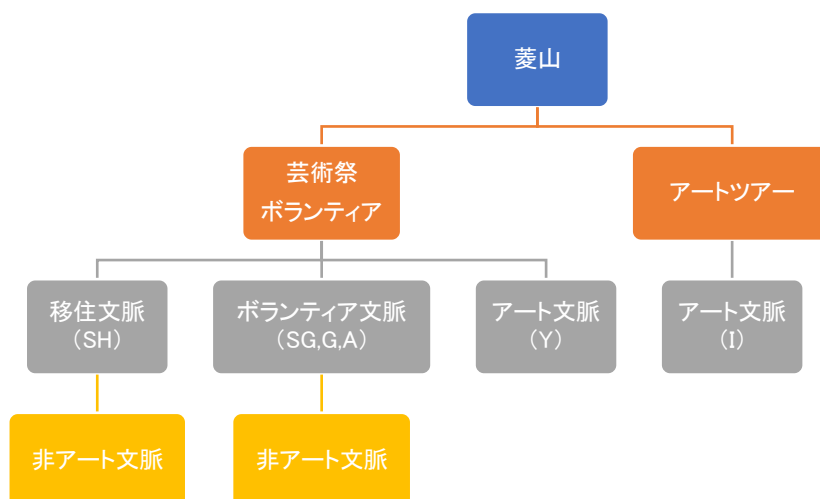 菱山
芸術祭
ボランティア
アートツアー
移住文脈
（SH）
ボランティア文脈
（SG,G,A）
アート文脈
（Y）
アート文脈
（I）
非アート文脈
非アート文脈